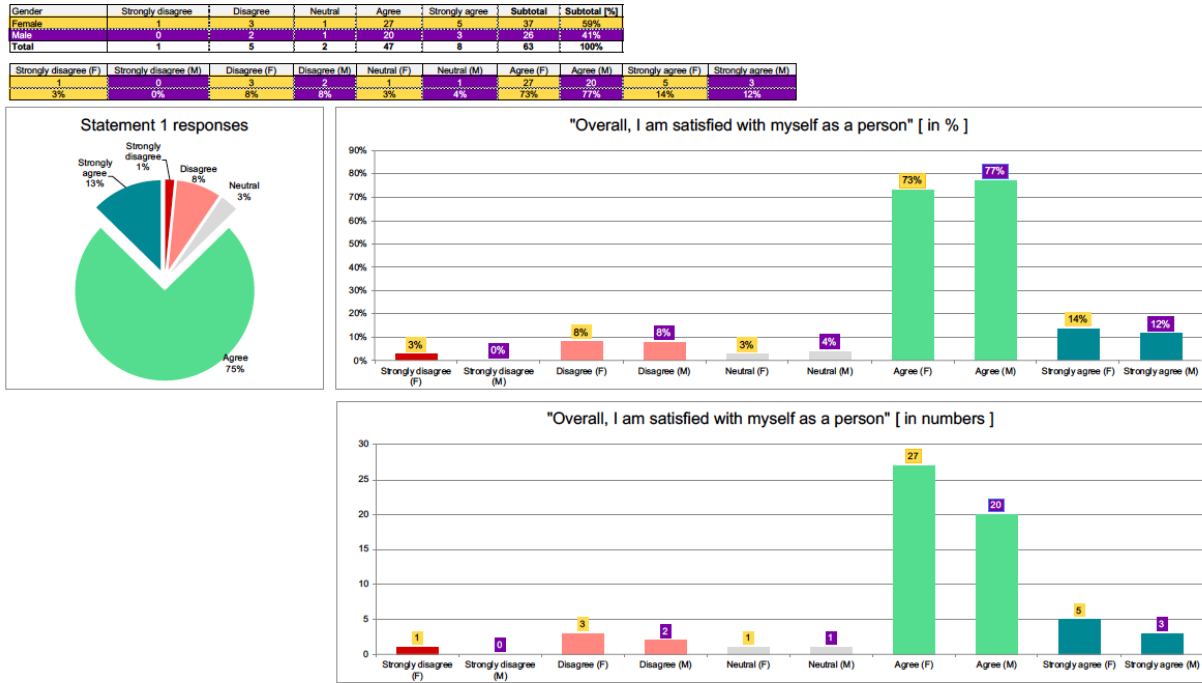 Gender Strongly disagree Disagree Neutral Agree Strongly agree Subtotal Subtotal [%]
Female 1 3 1 27 5 37 59%
Male 0 2 1 20 3 26 41%
Total 1 5 2 47 8 63 100%
Strongly disagree (F) Strongly disagree (M) Disagree (F) Disagree (M) Neutral (F) Neutral (M) Agree (F) Agree (M) Strongly agree (F) Strongly agree (M)
1 0 3 2 1 1 27 20 5 3
3% 0% 8% 8% 3% 4% 73% 77% 14% 12%
Statement 1 responses
Strongly
disagree
1%
Strongly
agree
13%
Disagree
8%
Neutral
3%
Agree
75%
"Overall, I am satisfied with myself as a person" [ in % ]
90%
80%
70%
60%
50%
40%
30%
20%
10%
0%
3% 0% 8% 8% 3% 4% 73% 77% 14% 12%
Strongly disagree
(F)
Strongly disagree
(M)
Disagree (F)
Disagree (M)
Neutral (F)
Neutral (M)
Agree (F)
Agree (M)
Strongly agree (F)
Strongly agree (M)
"Overall, I am satisfied with myself as a person" [ in numbers ]
30
25
20
15
10
5
0
1 0 3 2 1 1 27 20 5 3
Strongly disagree
(F)
Strongly disagree
(M)
Disagree (F)
Disagree (M)
Neutral (F)
Neutral (M)
Agree (F)
Agree (M)
Strongly agree (F)
Strongly agree (M)